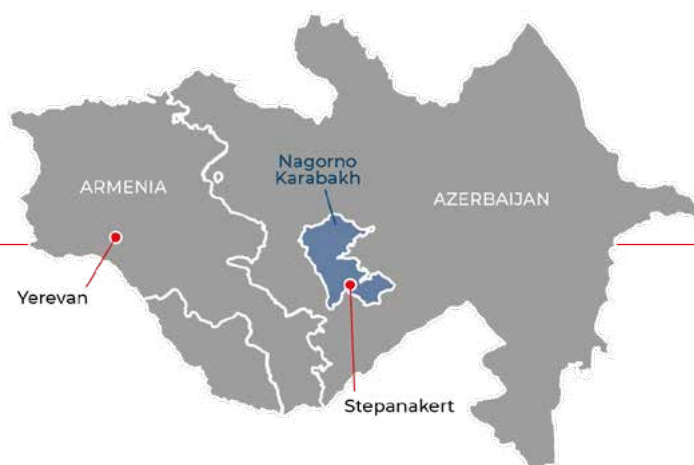 Nagorno
Karabakh
ARMENIA
AZERBAIJAN
Yerevan
Stepanakert